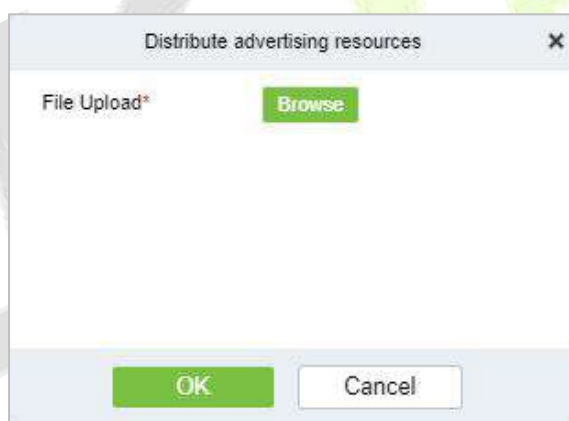 Distribute advertising resources
File Upload*
Browse
OK
Cancel